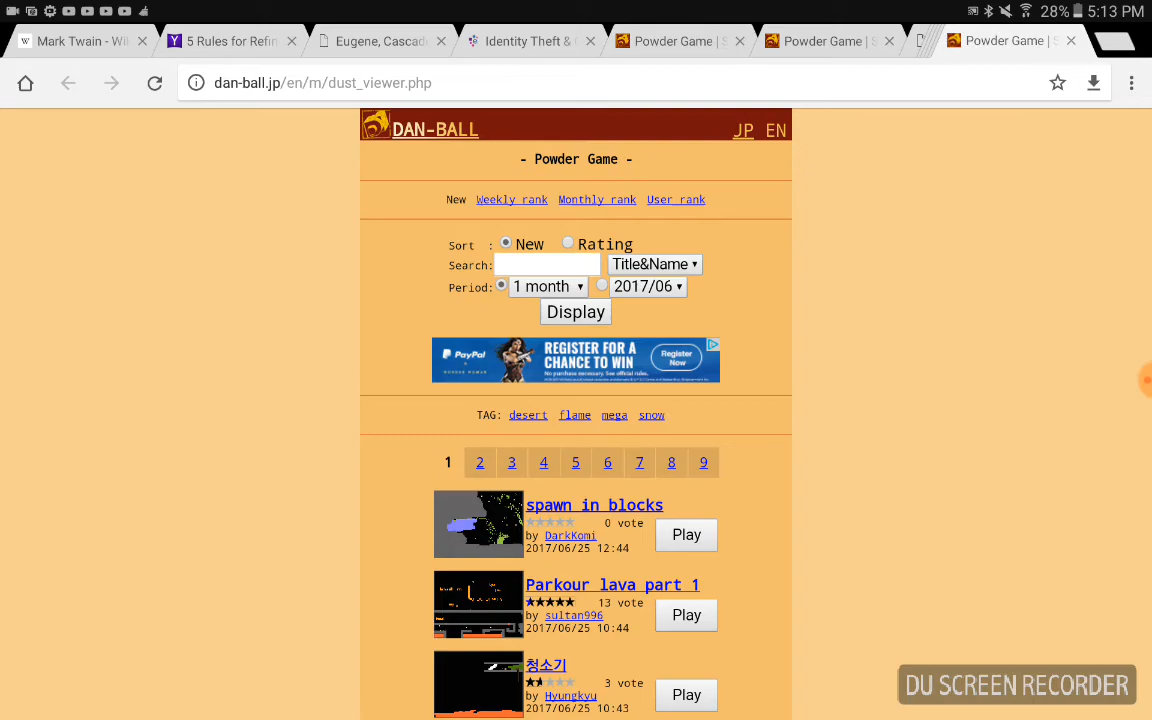 28% 5:13 PM
W Mark Twain - Wi
Y 5 Rules for Refin
Eugene, Cascad
Identity Theft &
Powder Game | S
Powder Game | S
Powder Game | S
dan-ball.jp/en/m/dust_viewer.php
DAN-BALL JP EN
- Powder Game -
New Weekly rank Monthly rank User rank
Sort : New Rating
Search: Title&Name ▾
Period: 1 month ▾ 2017/06 ▾
Display
PayPal
REGISTER FOR A
CHANCE TO WIN
Register Now
TAG: desert flame mega snow
1 2 3 4 5 6 7 8 9
spawn in blocks
0 vote
by DarkKomi
2017/06/25 12:44
Play
Parkour lava part 1
★★★★★ 13 vote
by sultan996
2017/06/25 10:44
Play
청소기
3 vote
by Hyungkyu
2017/06/25 10:43
Play
DU SCREEN RECORDER